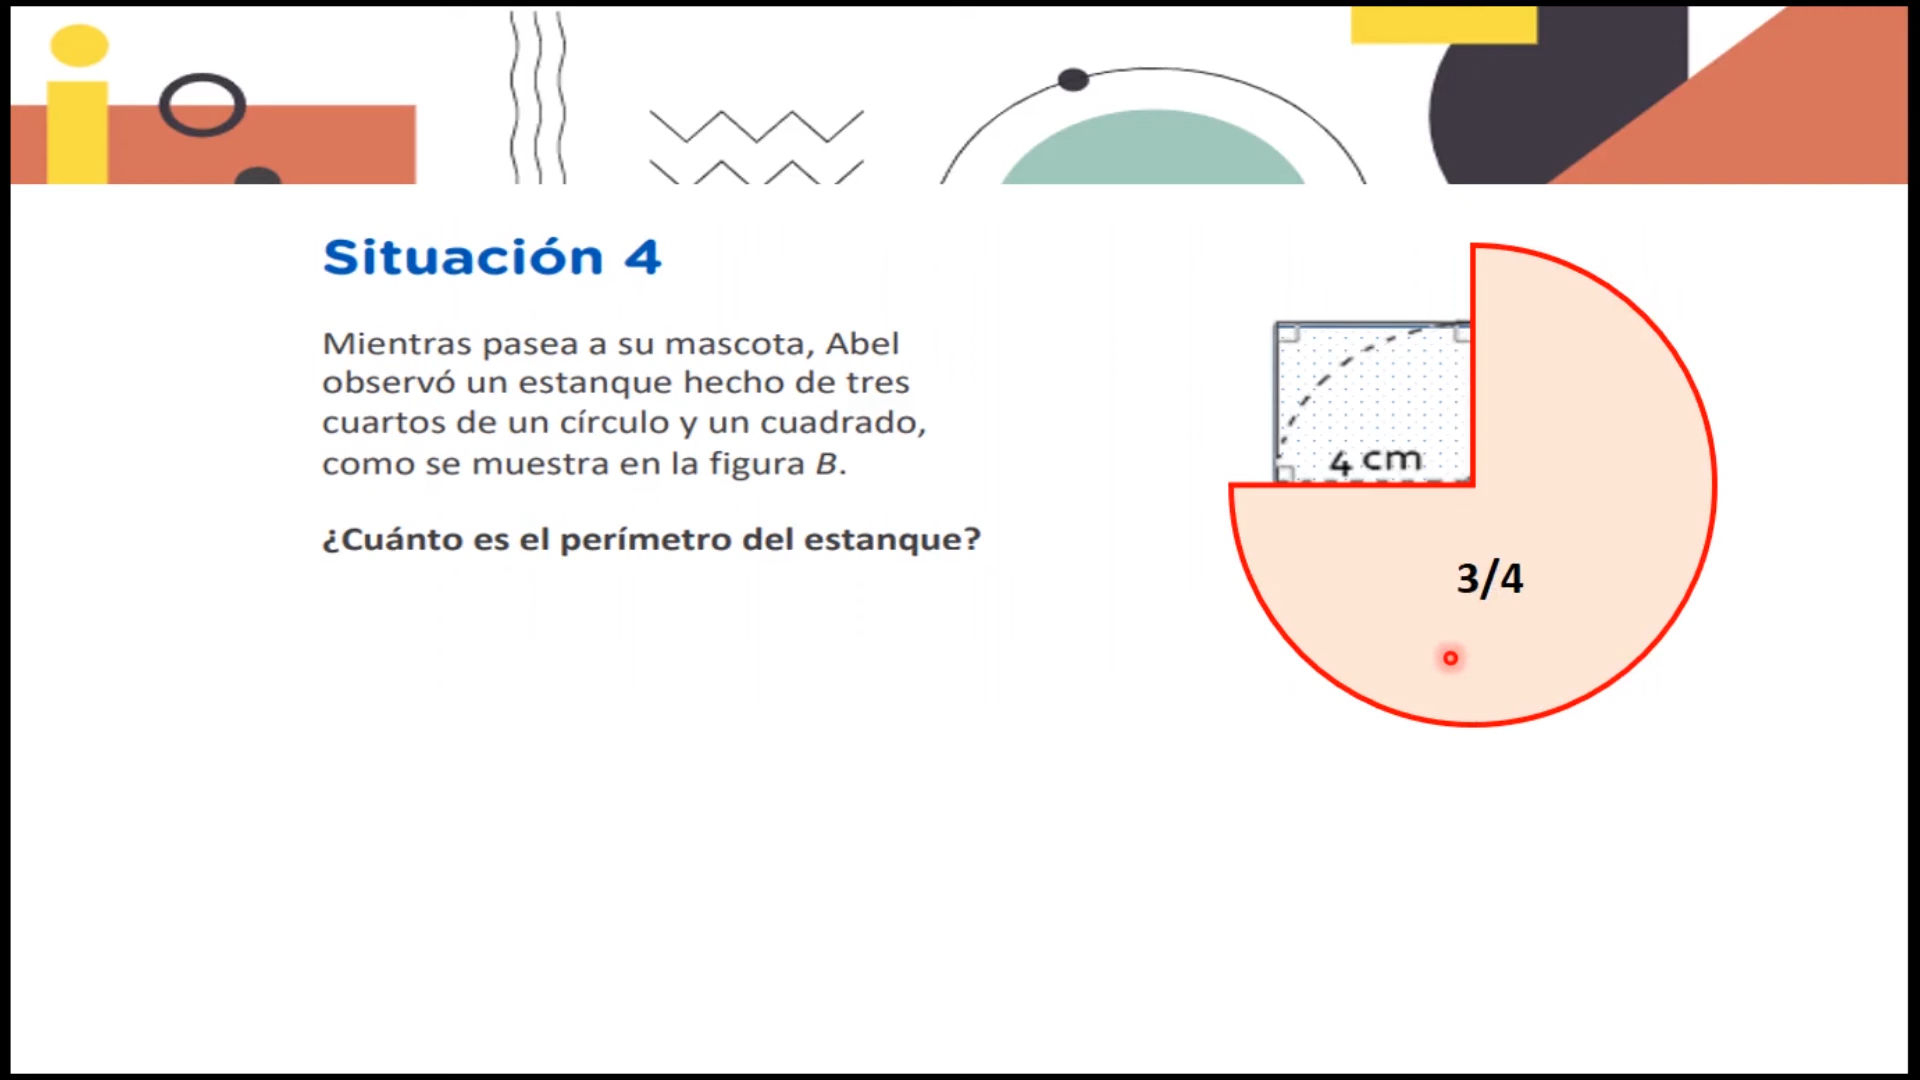 Situación 4
Mientras pasea a su mascota, Abel
observó un estanque hecho de tres
cuartos de un círculo y un cuadrado,
como se muestra en la figura B.
¿Cuánto es el perímetro del estanque?
4 cm
3/4